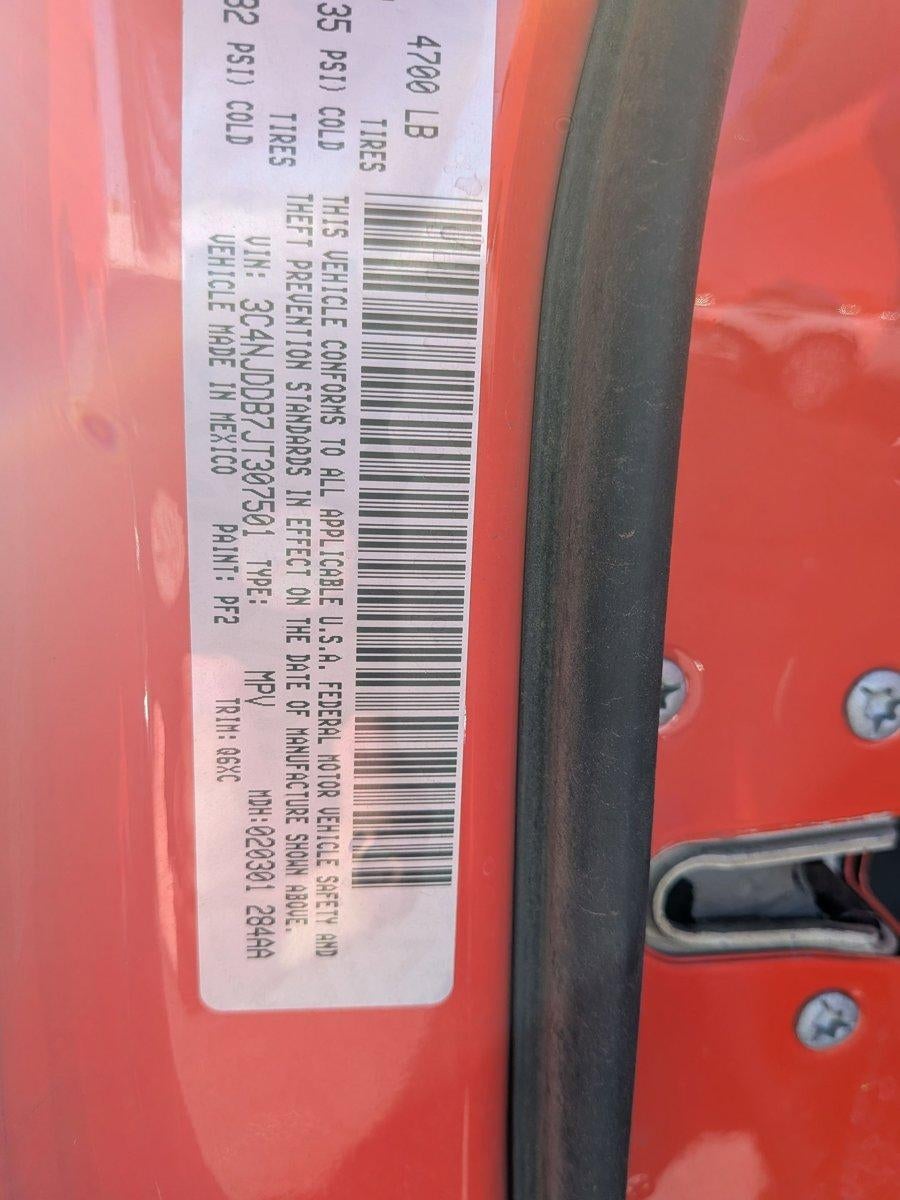 4700 LB
TIRES
35 PSI) COLD
TIRES
82 PSI) COLD
THIS VEHICLE CONFORMS TO ALL APPLICABLE U.S.A. FEDERAL MOTOR VEHICLE SAFETY AND
THEFT PREVENTION STANDARDS IN EFFECT ON THE DATE OF MANUFACTURE SHOWN ABOVE.
VIN: 3C4NJDDB7JT307501 TYPE: MPV MDH:020301 284AA
VEHICLE MADE IN MEXICO PAINT: PF2 TRIM: Q6XC